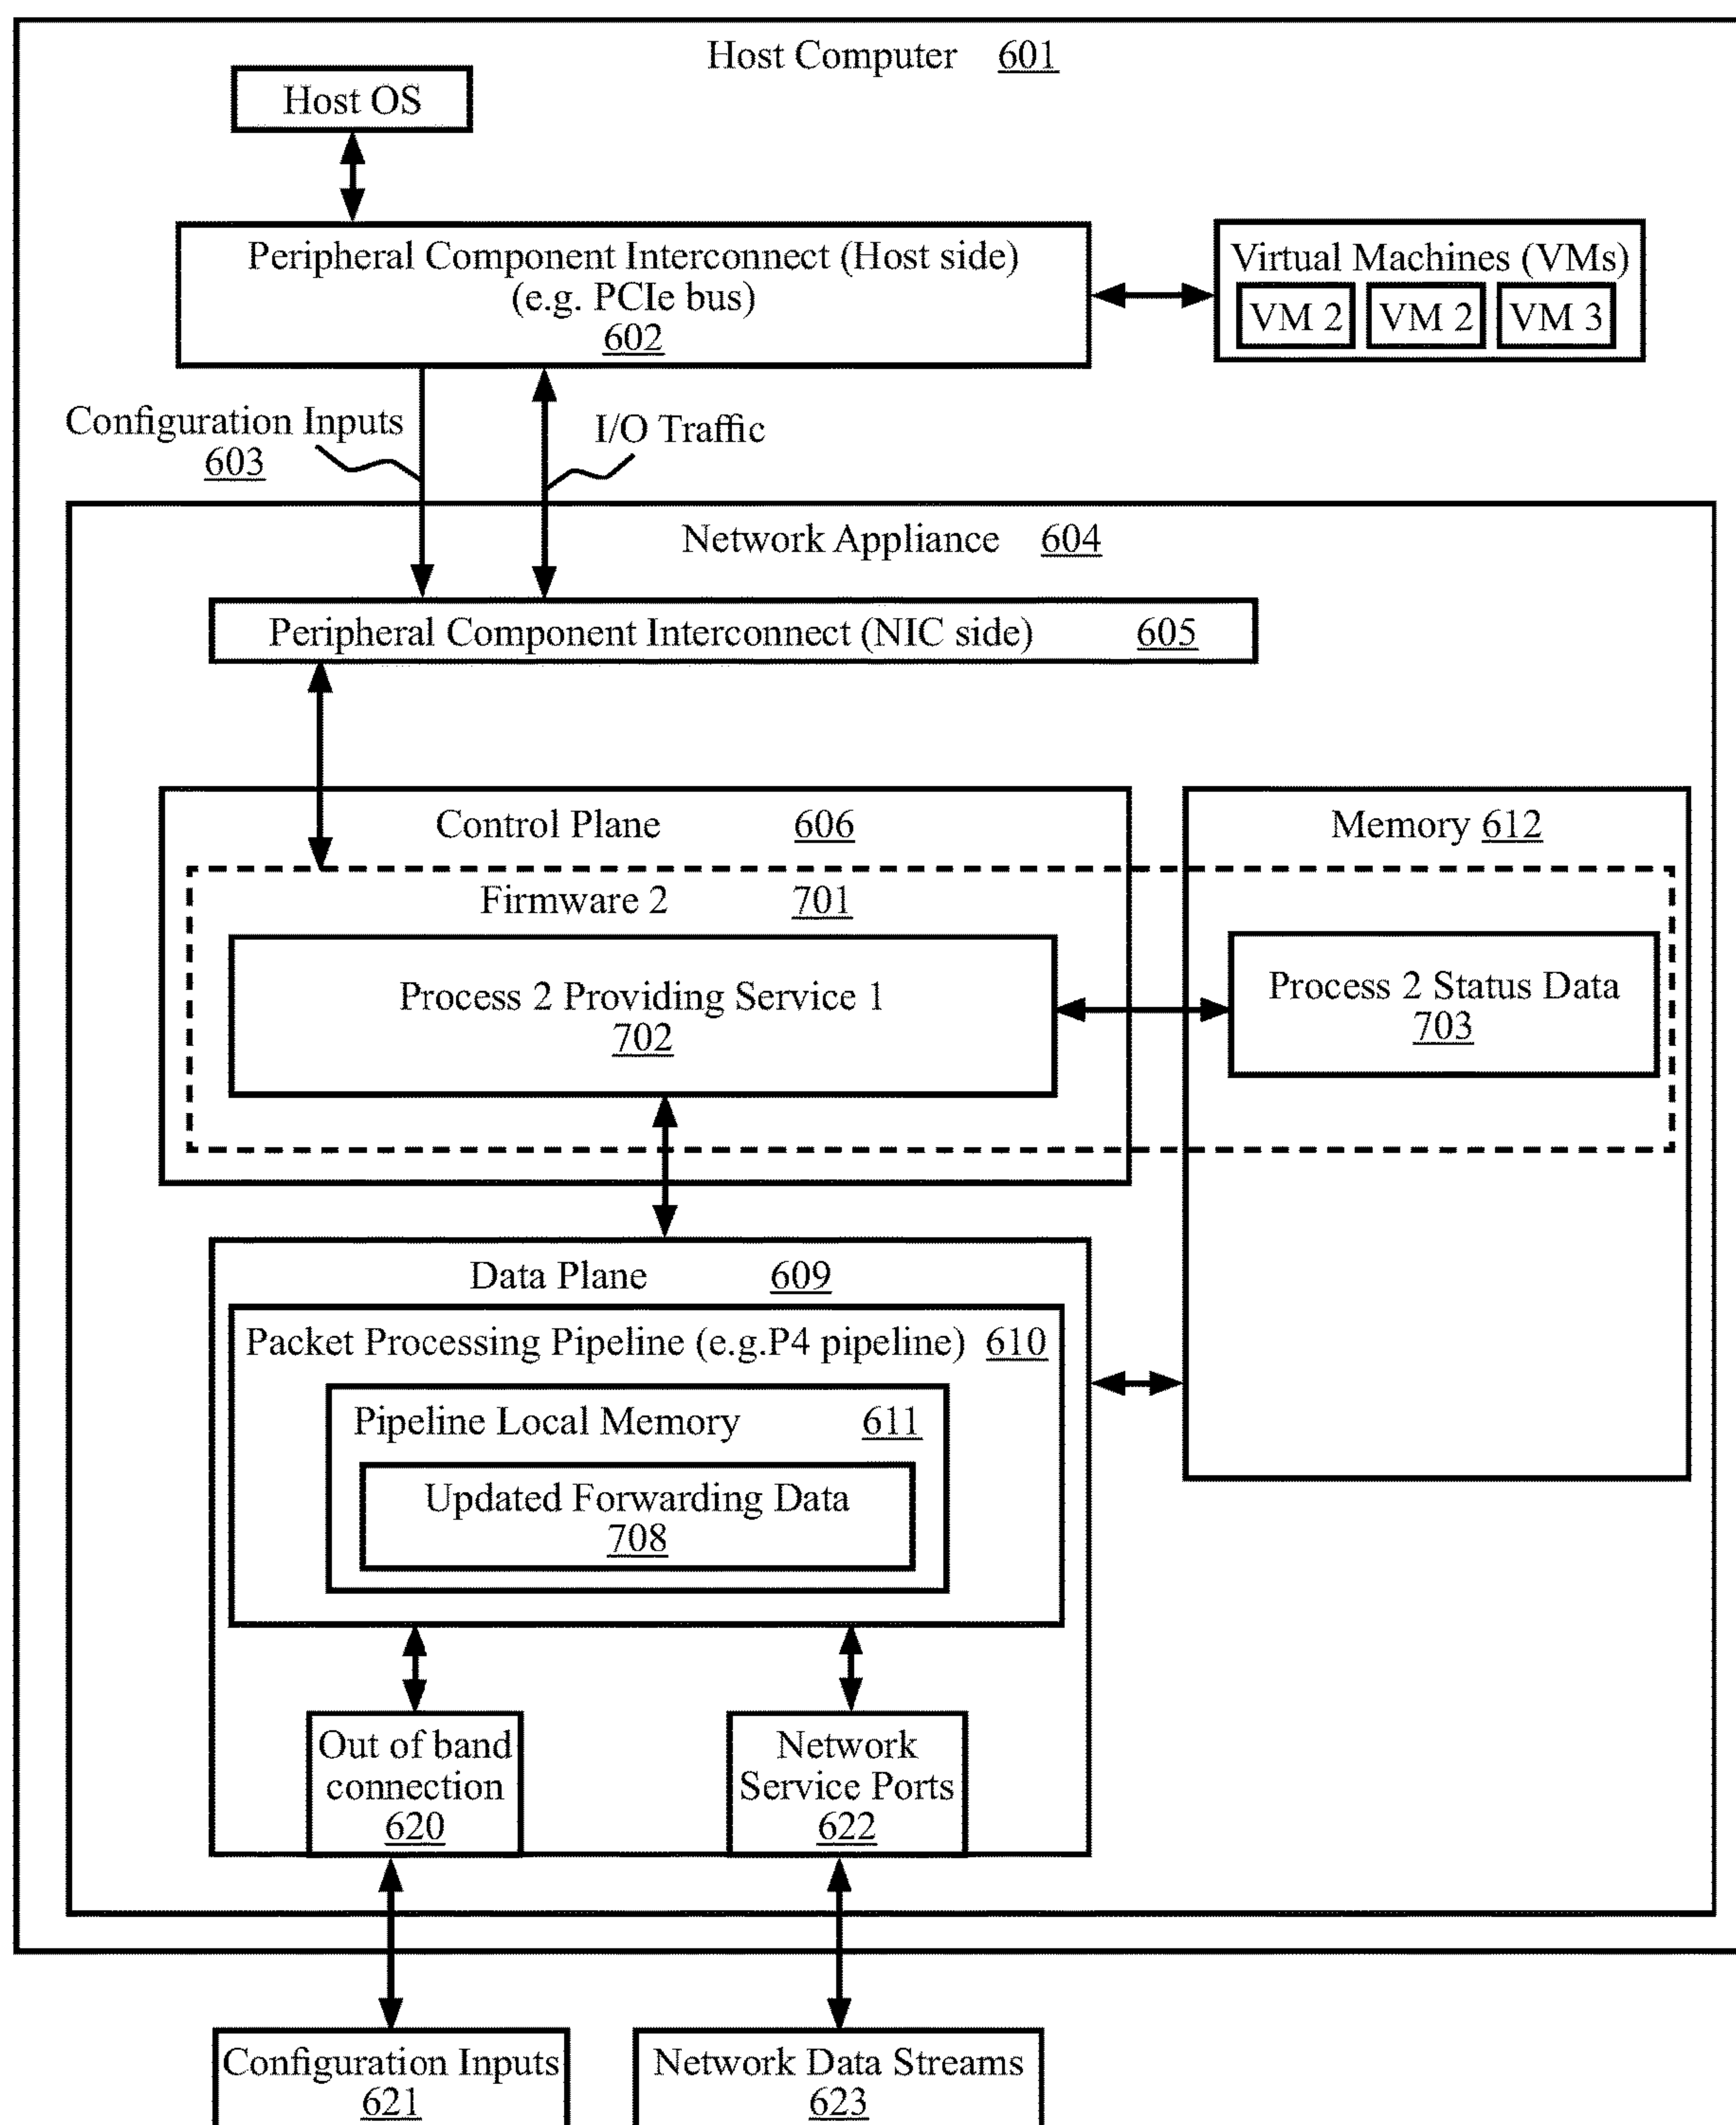 Host Computer 601
Host OS
Peripheral Component Interconnect (Host side)
(e.g. PCIe bus)
602
Virtual Machines (VMs)
VM 2 VM 2 VM 3
Configuration Inputs
603
I/O Traffic
Network Appliance 604
Peripheral Component Interconnect (NIC side) 605
Control Plane 606
Memory 612
Firmware 2 701
Process 2 Providing Service 1
702
Process 2 Status Data
703
Data Plane 609
Packet Processing Pipeline (e.g.P4 pipeline) 610
Pipeline Local Memory 611
Updated Forwarding Data
708
Out of band
connection
620
Network
Service Ports
622
Configuration Inputs
621
Network Data Streams
623